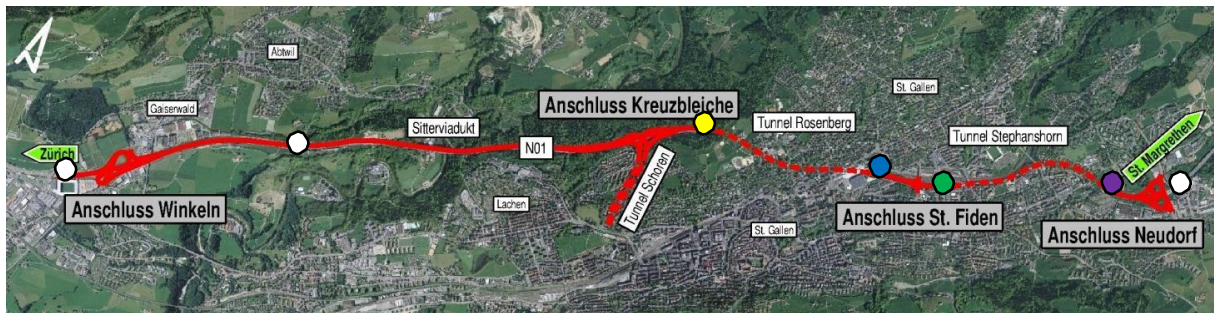 Abtwil
Gaiserwald
Zürich
Anschluss Winkeln
Sitterviadukt
N01
Anschluss Kreuzbleiche
Lachen
Tunnel Schoren
Tunnel Rosenberg
St. Gallen
St. Gallen
Tunnel Stephanshorn
Anschluss St. Fiden
St. Margrethen
Anschluss Neudorf